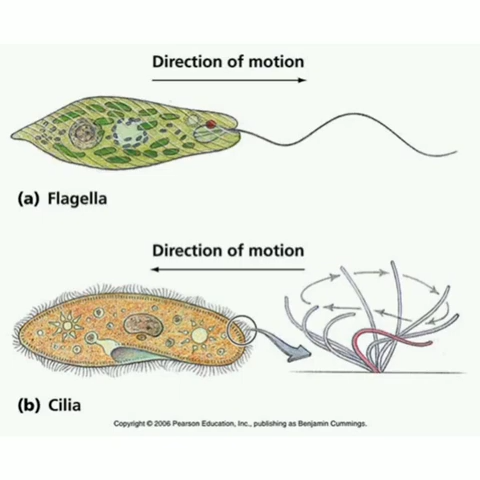 Direction of motion
(a) Flagella
Direction of motion
(b) Cilia
Copyright © 2006 Pearson Education, Inc., publishing as Benjamin Cummings.